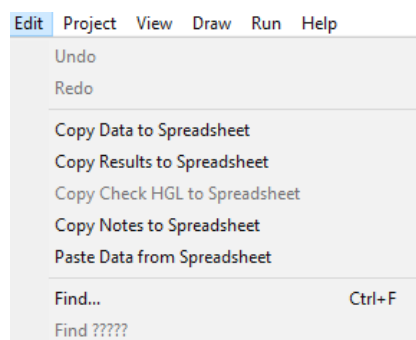 Edit Project View Draw Run Help
Undo
Redo
Copy Data to Spreadsheet
Copy Results to Spreadsheet
Copy Check HGL to Spreadsheet
Copy Notes to Spreadsheet
Paste Data from Spreadsheet
Find... Ctrl+F
Find ?????